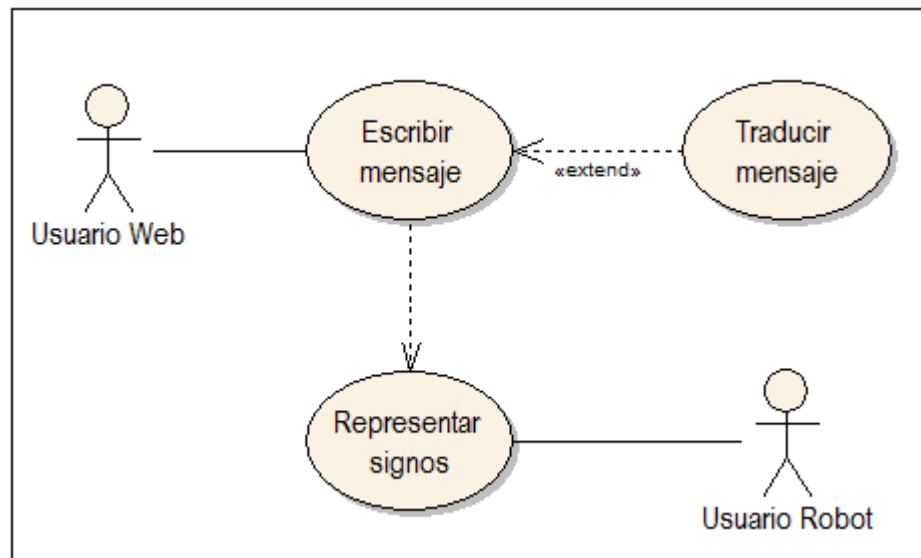 Escribir
mensaje
«extend»
Traducir
mensaje
Usuario Web
Representar
signos
Usuario Robot